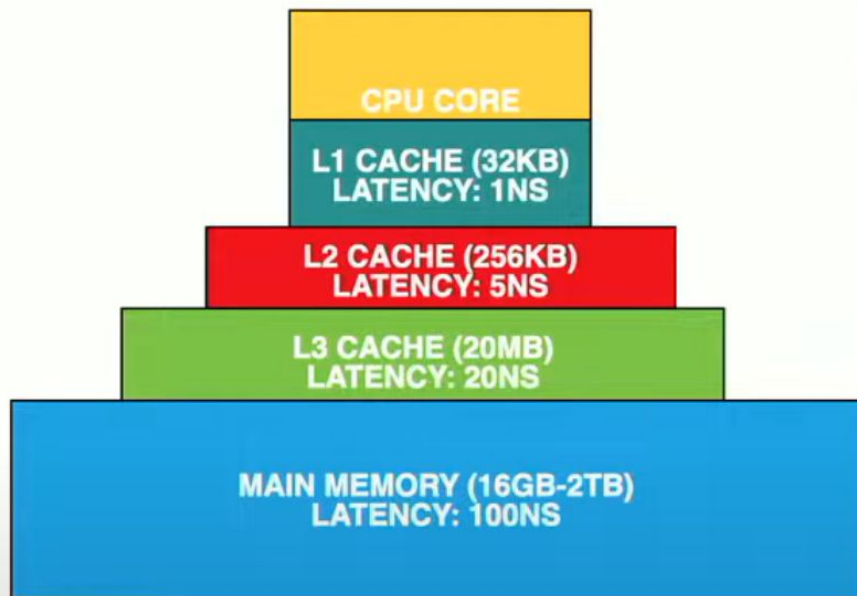 CPU CORE
L1 CACHE (32KB)
LATENCY: 1NS
L2 CACHE (256KB)
LATENCY: 5NS
L3 CACHE (20MB)
LATENCY: 20NS
MAIN MEMORY (16GB-2TB)
LATENCY: 100NS